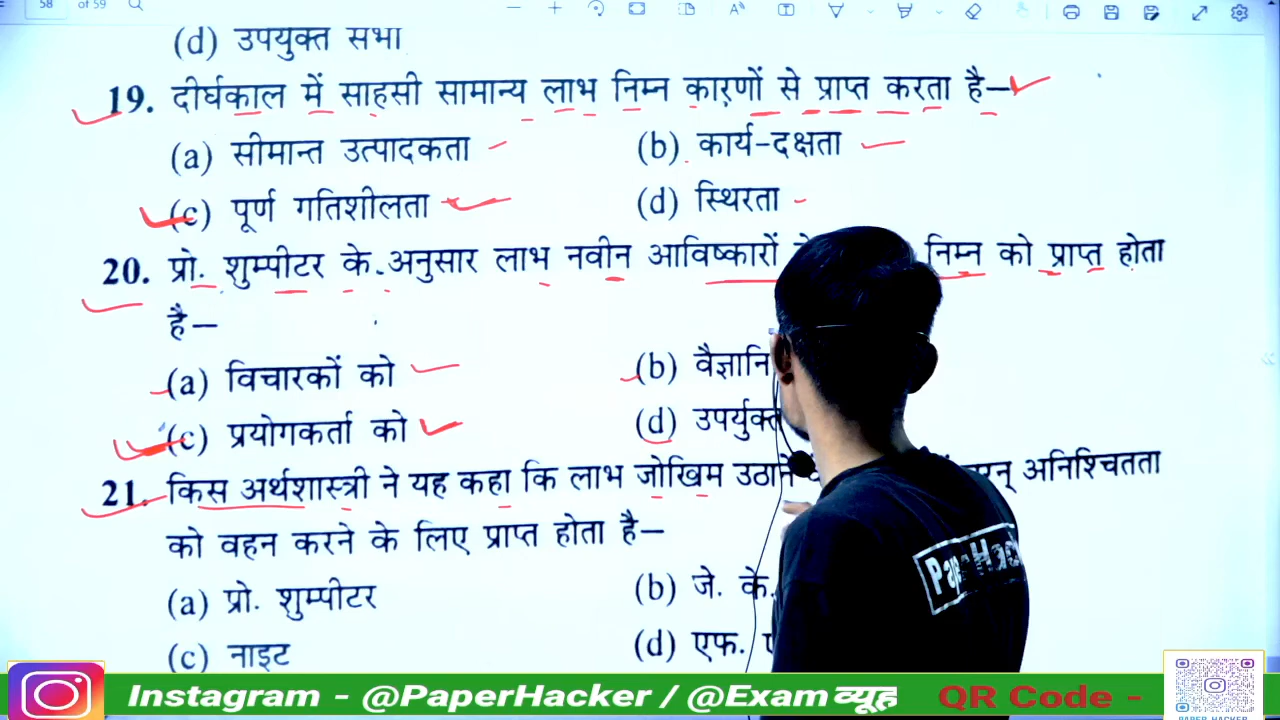 58 of 59
(d) उपयुक्त सभा
19. दीर्घकाल में साहसी सामान्य लाभ निम्न कारणों से प्राप्त करता है—
(a) सीमान्त उत्पादकता (b) कार्य-दक्षता
(c) पूर्ण गतिशीलता (d) स्थिरता
20. प्रो. शुम्पीटर के अनुसार लाभ नवीन आविष्कारों निम्न को प्राप्त होता
है—
(a) विचारकों को (b)
(c) प्रयोगकर्ता को (d) उपर्युक्त
21. किस अर्थशास्त्री ने यह कहा कि लाभ जोखिम उठाने अनिश्चितता
को वहन करने के लिए प्राप्त होता है—
(a) प्रो. शुम्पीटर (b) जे. के.
(c) नाइट (d) एफ.
Instagram - @PaperHacker / @Exam व्यूह QR Code -